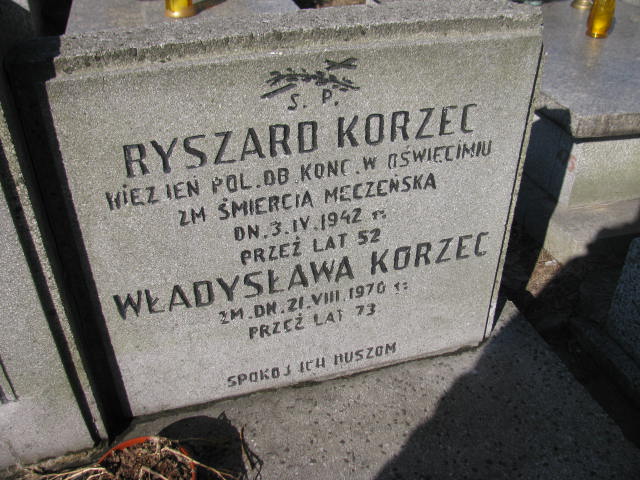 Ś. P.
RYSZARD KORZEC
WIĘZIEŃ POL. OB. KONC. W OŚWIĘCIMIU
ZM ŚMIERCIĄ MĘCZEŃSKĄ
DN. 3. IV. 1942 r.
PRZEŻ LAT 52
WŁADYSŁAWA KORZEC
ZM. DN. 21. VIII. 1970 r.
PRZEŻ LAT 73
SPOKÓJ ICH DUSZOM